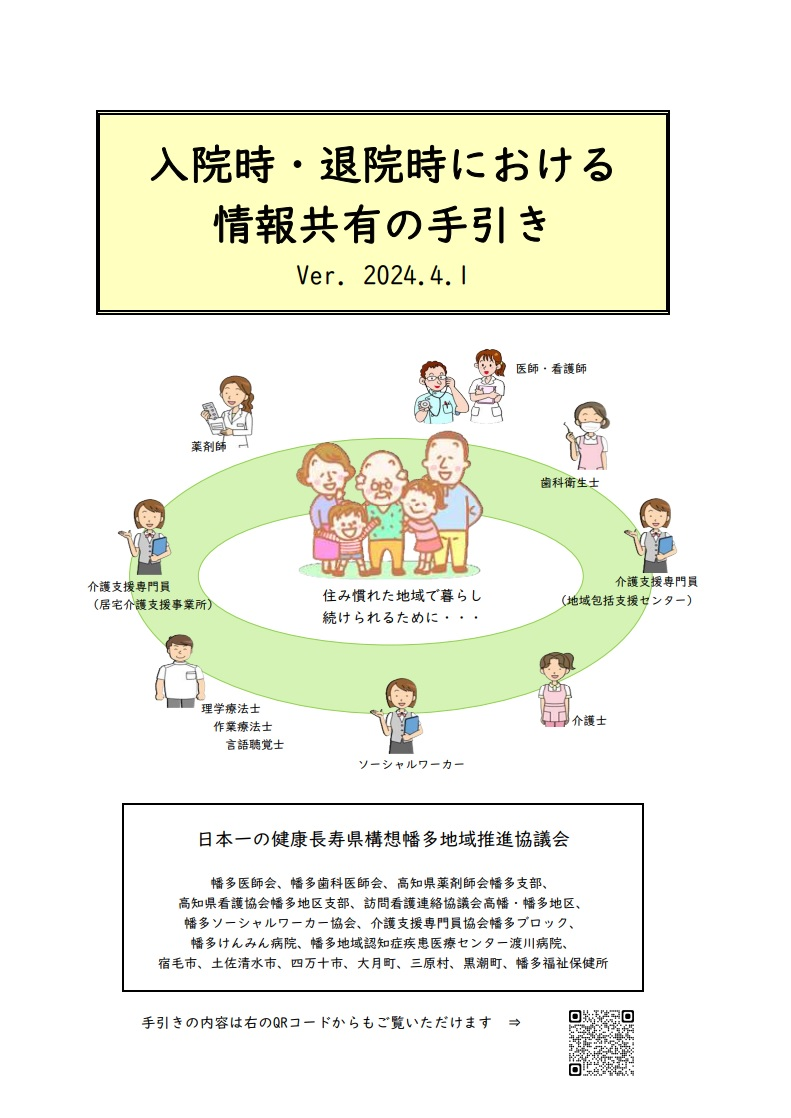 入院時・退院時における
情報共有の手引き
Ver. 2024.4.1
医師・看護師
薬剤師
歯科衛生士
介護支援専門員
（居宅介護支援事業所）
介護支援専門員
（地域包括支援センター）
住み慣れた地域で暮らし
続けられるために・・・
理学療法士
作業療法士
言語聴覚士
介護士
ソーシャルワーカー
日本一の健康長寿県構想幡多地域推進協議会
幡多医師会、幡多歯科医師会、高知県薬剤師会幡多支部、
高知県看護協会幡多地区支部、訪問看護連絡協議会高幡・幡多地区、
幡多ソーシャルワーカー協会、介護支援専門員協会幡多ブロック、
幡多けんみん病院、幡多地域認知症疾患医療センター渡川病院、
宿毛市、土佐清水市、四万十市、大月町、三原村、黒潮町、幡多福祉保健所
手引きの内容は右のQRコードからもご覧いただけます　⇒